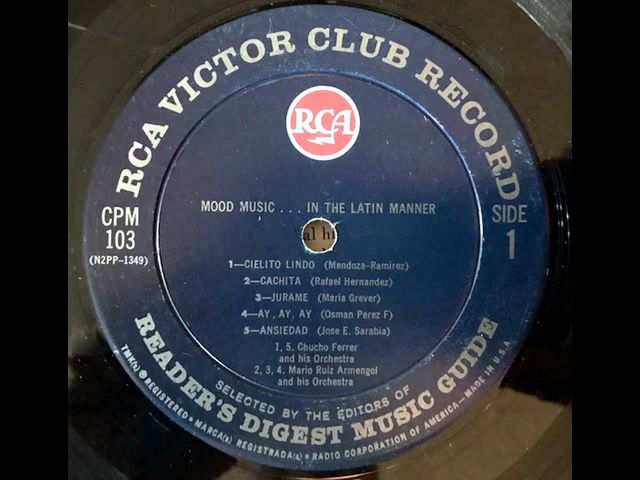 RCA VICTOR CLUB RECORD
RCA
MOOD MUSIC . . . IN THE LATIN MANNER
CPM
103
(N2PP-1349)
SIDE
1
al hi
1—CIELITO LINDO (Mendoza-Ramirez)
2—CACHITA (Rafael Hernandez)
3—JURAME (Maria Grever)
4—AY, AY, AY (Osman Perez F)
5—ANSIEDAD (Jose E. Sarabia)
1, 5. Chucho Ferrer
and his Orchestra
2, 3, 4. Mario Ruiz Armengol
and his Orchestra
SELECTED BY THE EDITORS OF
READER'S DIGEST MUSIC GUIDE
TMK(s) ® REGISTERED • MARCA(s) REGISTRADA(s) • RADIO CORPORATION OF AMERICA—MADE IN U.S.A.